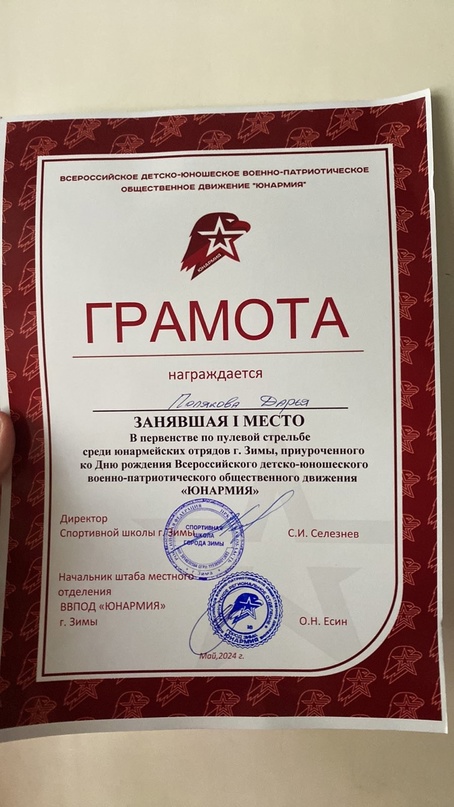 ВСЕРОССИЙСКОЕ ДЕТСКО-ЮНОШЕСКОЕ ВОЕННО-ПАТРИОТИЧЕСКОЕ
ОБЩЕСТВЕННОЕ ДВИЖЕНИЕ "ЮНАРМИЯ"
ЮНАРМИЯ
ГРАМОТА
награждается
Полякова Дарья
ЗАНЯВШАЯ I МЕСТО
В первенстве по пулевой стрельбе
среди юнармейских отрядов г. Зимы, приуроченного
ко Дню рождения Всероссийского детско-юношеского
военно-патриотического общественного движения
«ЮНАРМИЯ»
Директор
Спортивной школы г. Зимы
С.И. Селезнев
СПОРТИВНАЯ
ШКОЛА
ГОРОДА ЗИМЫ
Начальник штаба местного
отделения
ВВПОД «ЮНАРМИЯ»
г. Зимы
О.Н. Есин
ЮНАРМИЯ
Май,2024 г.